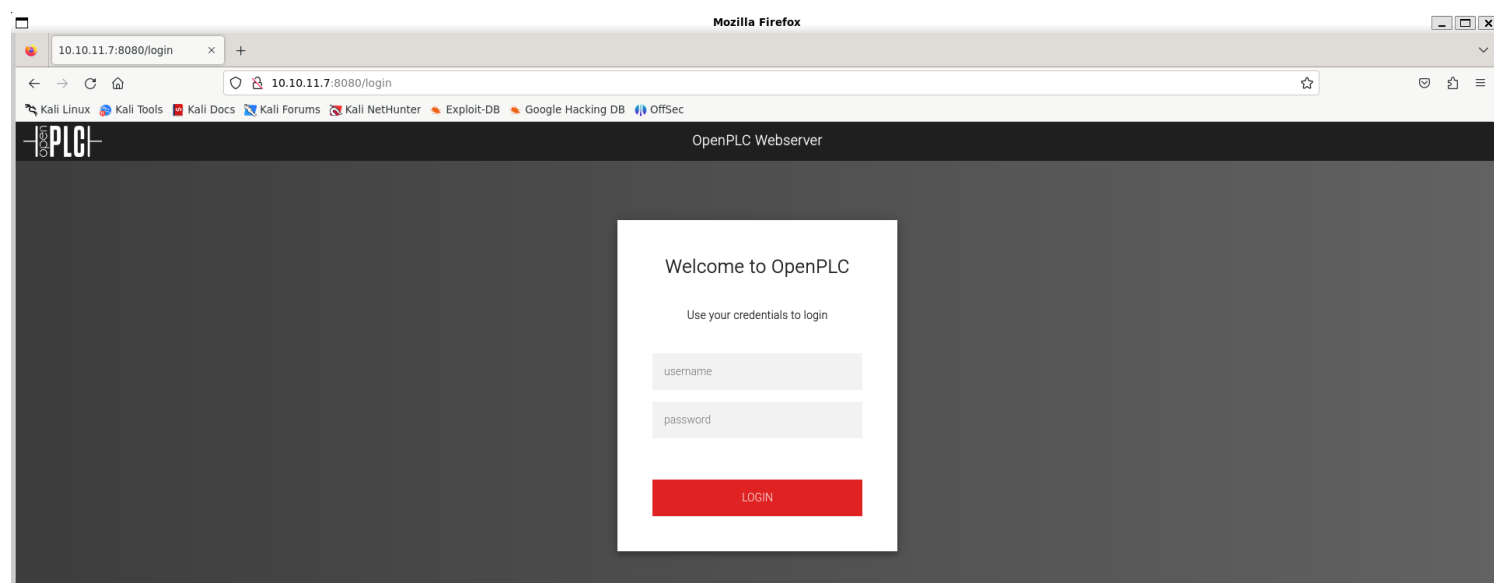 Mozilla Firefox
10.10.11.7:8080/login × +
10.10.11.7:8080/login
Kali Linux Kali Tools Kali Docs Kali Forums Kali NetHunter Exploit-DB Google Hacking DB OffSec
open PLC OpenPLC Webserver
Welcome to OpenPLC
Use your credentials to login
username
password
LOGIN